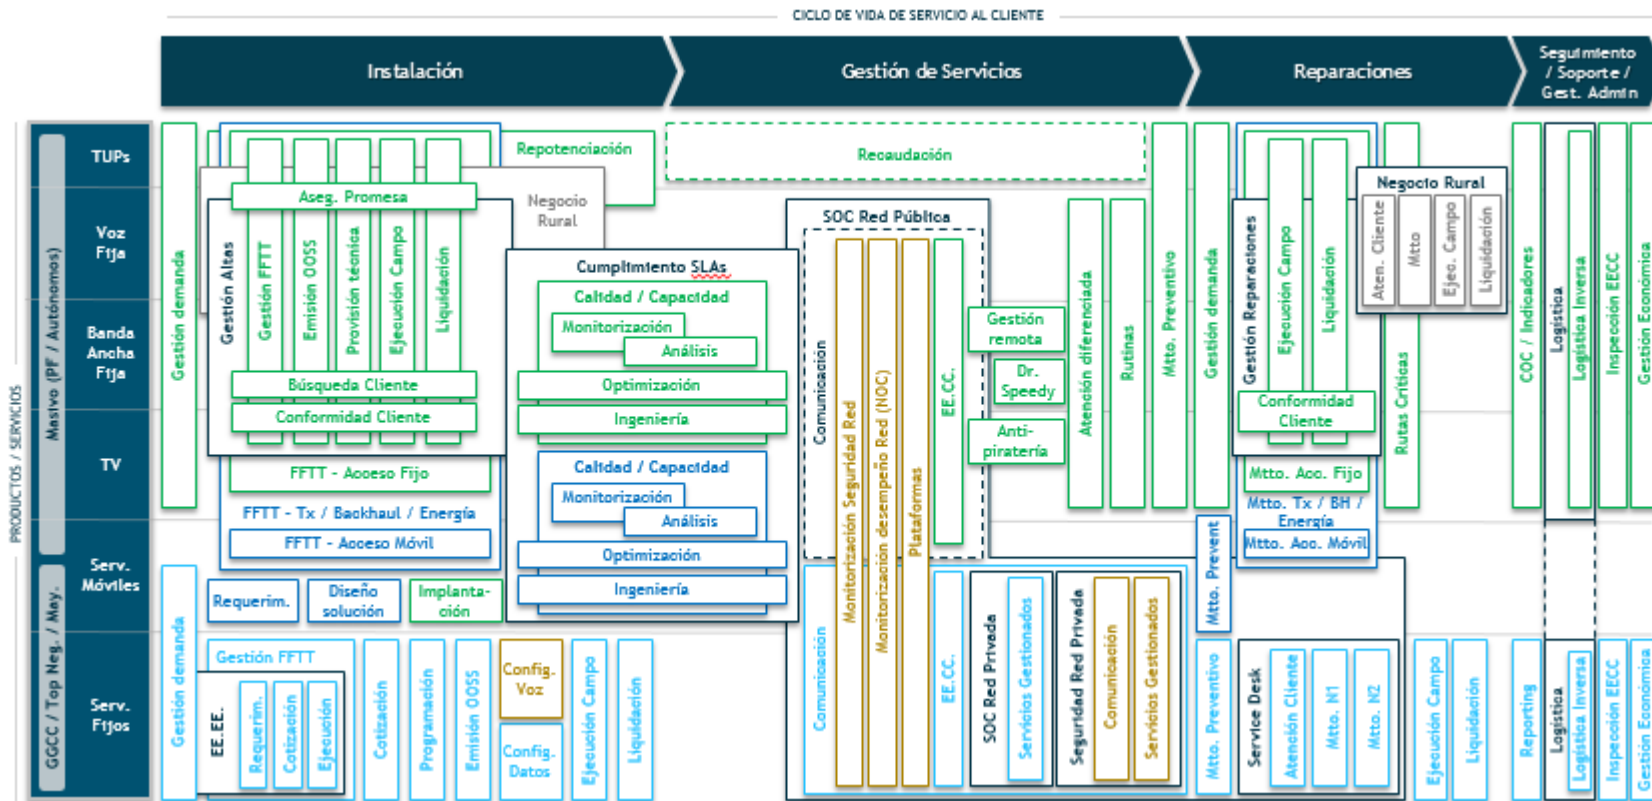 CICLO DE VIDA DE SERVICIO AL CLIENTE
Instalación
Gestión de Servicios
Reparaciones
Seguimiento
/ Soporte /
Gest. Admin
PRODUCTOS / SERVICIOS
Masivo (PF / Autónomos)
GGCC / Top Neg. / May.
TUPs
Voz
Fija
Banda
Ancha
Fija
TV
Serv.
Móviles
Serv.
Fijos
Gestión demanda
Repotenciación
Negocio
Rural
Gestión Altas
Aseg. Promesa
Gestión FFTT
Emisión OOSS
Provisión técnica
Ejecución Campo
Liquidación
Búsqueda Cliente
Conformidad Cliente
FFTT - Acceso Fijo
FFTT - Tx / Backhaul / Energía
FFTT - Acceso Móvil
Cumplimiento SLAs
Calidad / Capacidad
Monitorización
Análisis
Optimización
Ingeniería
Calidad / Capacidad
Monitorización
Análisis
Optimización
Ingeniería
Requerim.
Diseño
solución
Implanta-
ción
Gestión demanda
Gestión FFTT
EE.EE.
Requerim.
Cotización
Ejecución
Cotización
Programación
Emisión OOSS
Config.
Voz
Config.
Datos
Ejecución Campo
Liquidación
Recaudación
SOC Red Pública
Comunicación
Monitorización Seguridad Red
Monitorización desempeño Red (NOC)
Plataformas
EE.CC.
Gestión
remota
Dr.
Speedy
Anti-
piratería
Atención diferenciada
Rutinas
Mtto. Preventivo
Comunicación
EE.CC.
SOC Red Privada
Servicios Gestionados
Seguridad Red Privada
Comunicación
Servicios Gestionados
Gestión demanda
Gestión Reparaciones
Ejecución Campo
Liquidación
Conformidad
Cliente
Mtto. Acc. Fijo
Mtto. Tx / BH /
Energía
Mtto. Acc. Móvil
Rutas Críticas
Negocio Rural
Aten. Cliente
Mtto
Ejec. Campo
Liquidación
Mtto. Prevent
Mtto. Preventivo
Service Desk
Atención Cliente
Mtto. N1
Mtto. N2
Ejecución Campo
Liquidación
COC / Indicadores
Logística
Logística Inversa
Inspección EECC
Gestión Económica
Reporting
Logística
Logística Inversa
Inspección EECC
Gestión Económica